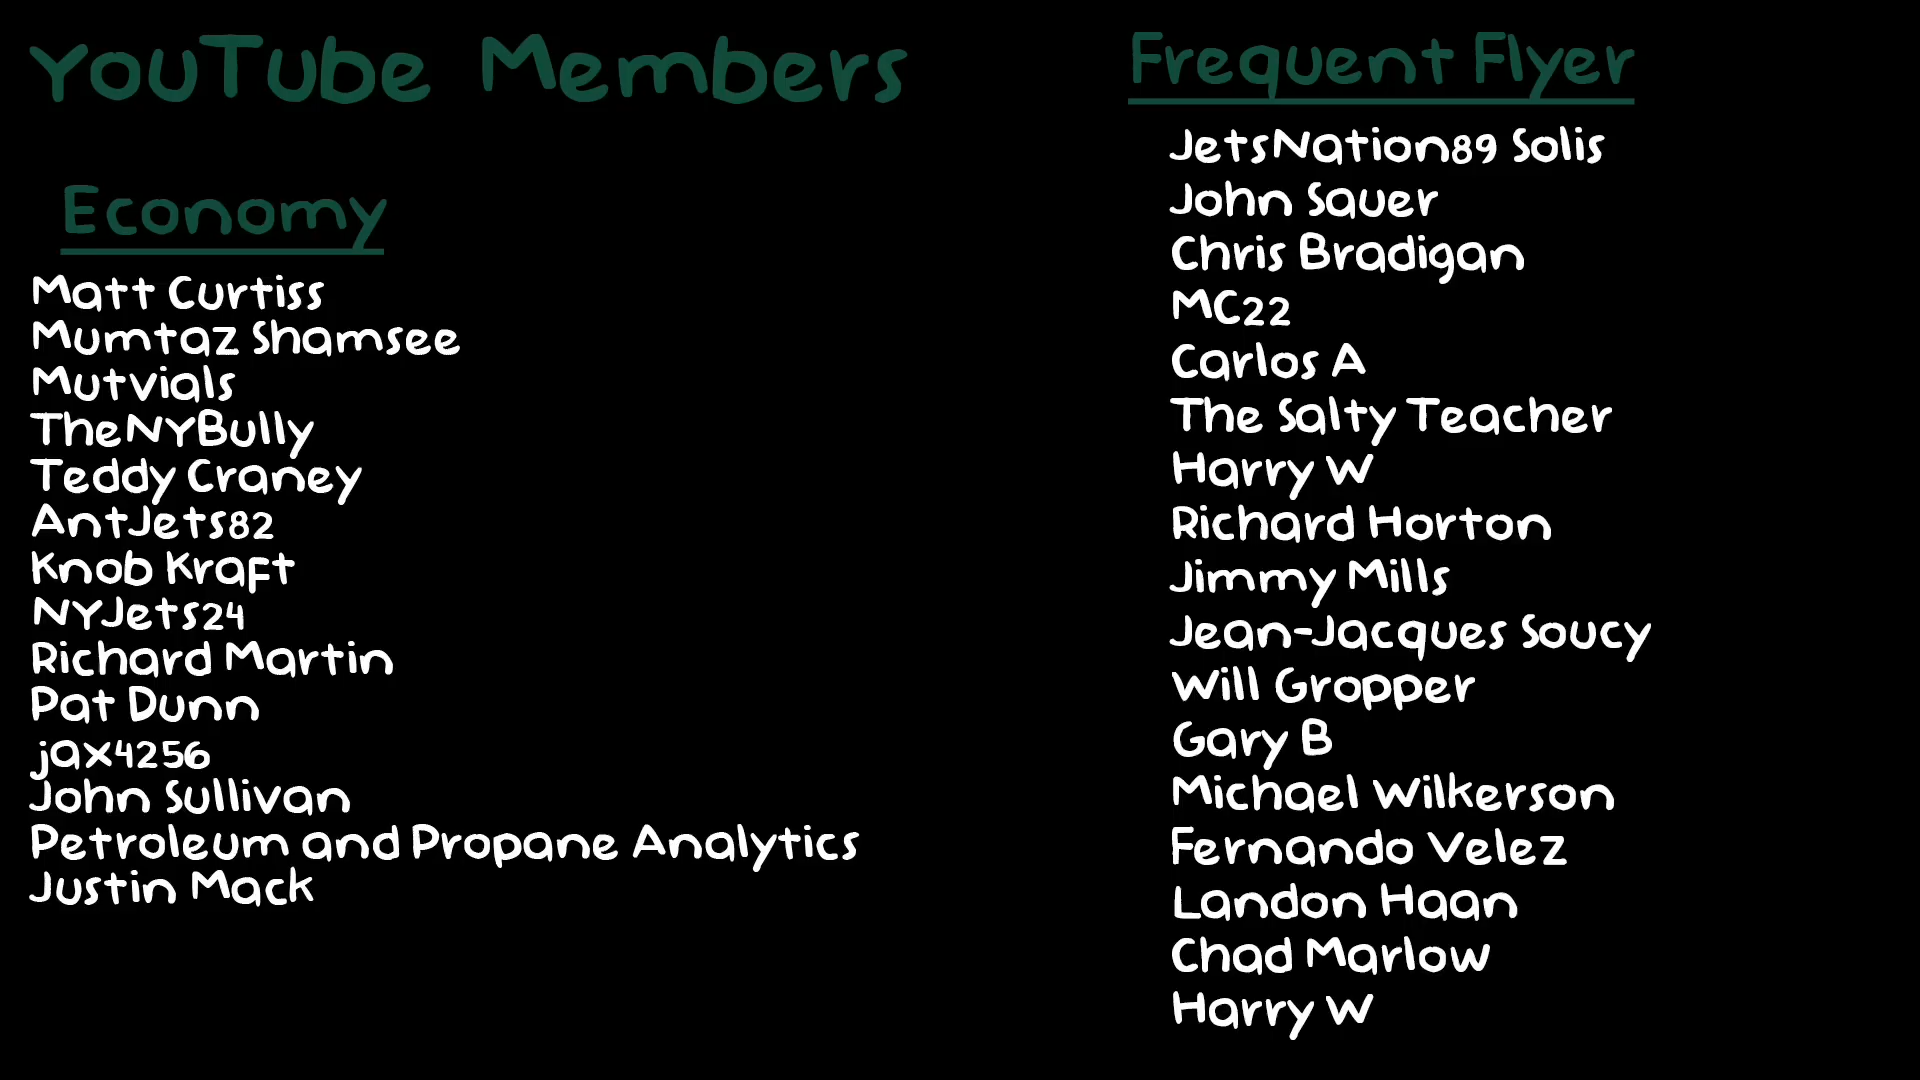 YouTube Members
Economy
Matt Curtiss
Mumtaz Shamsee
Mutvials
TheNYBully
Teddy Craney
AntJets82
Knob Kraft
NYJets24
Richard Martin
Pat Dunn
jax4256
John Sullivan
Petroleum and Propane Analytics
Justin Mack
Frequent Flyer
JetsNation89 Solis
John Sauer
Chris Bradigan
MC22
Carlos A
The Salty Teacher
Harry W
Richard Horton
Jimmy Mills
Jean-Jacques Soucy
Will Gropper
Gary B
Michael Wilkerson
Fernando Velez
Landon Haan
Chad Marlow
Harry W